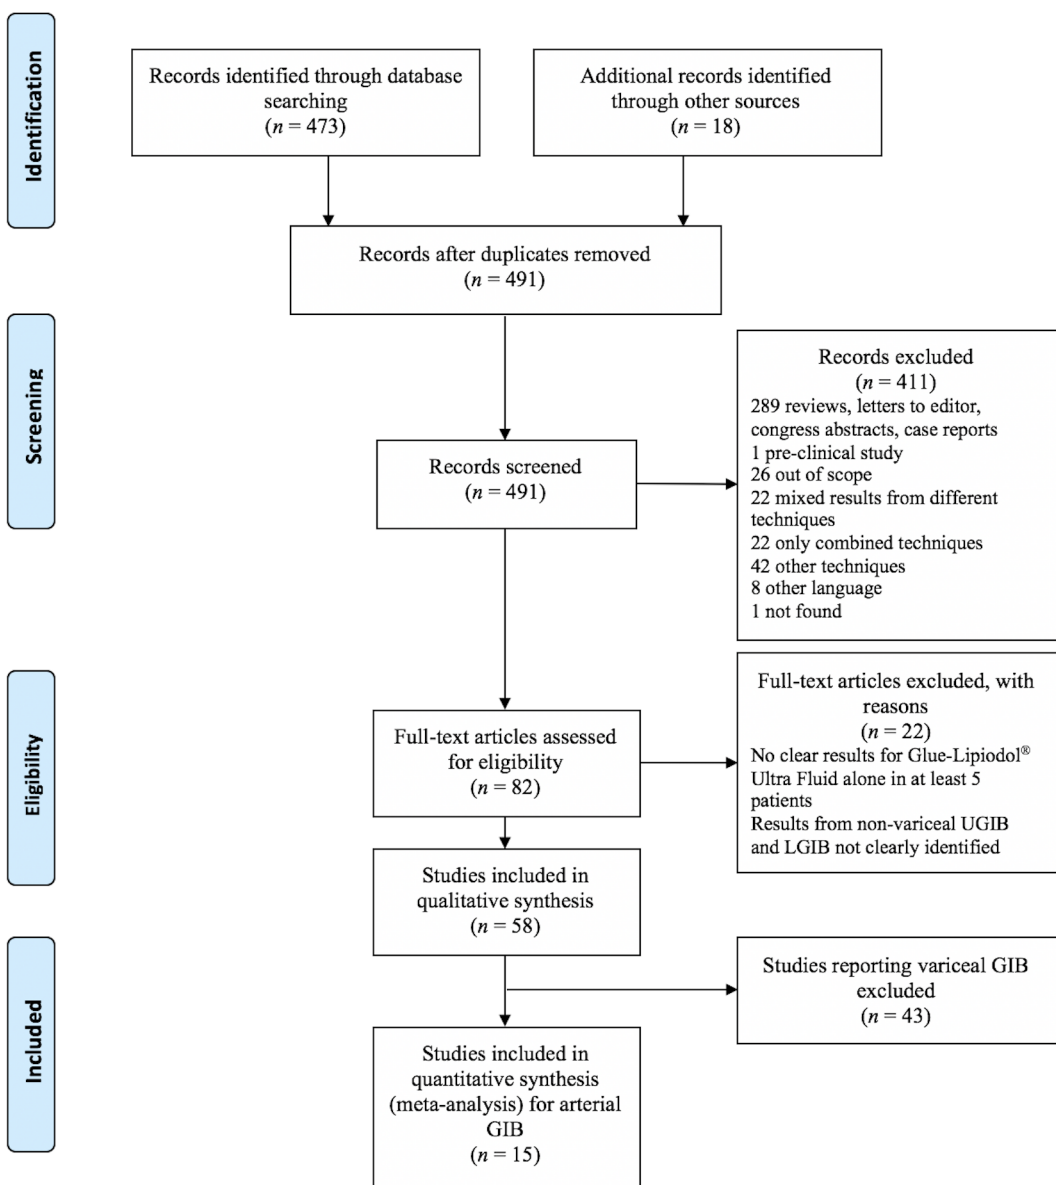 Identification
Records identified through database
searching
(n = 473)
Additional records identified
through other sources
(n = 18)
Records after duplicates removed
(n = 491)
Screening
Records screened
(n = 491)
Records excluded
(n = 411)
289 reviews, letters to editor,
congress abstracts, case reports
1 pre-clinical study
26 out of scope
22 mixed results from different
techniques
22 only combined techniques
42 other techniques
8 other language
1 not found
Eligibility
Full-text articles assessed
for eligibility
(n = 82)
Full-text articles excluded, with
reasons
(n = 22)
No clear results for Glue-Lipiodol®
Ultra Fluid alone in at least 5
patients
Results from non-variceal UGIB
and LGIB not clearly identified
Studies included in
qualitative synthesis
(n = 58)
Included
Studies reporting variceal GIB
excluded
(n = 43)
Studies included in
quantitative synthesis
(meta-analysis) for arterial
GIB
(n = 15)